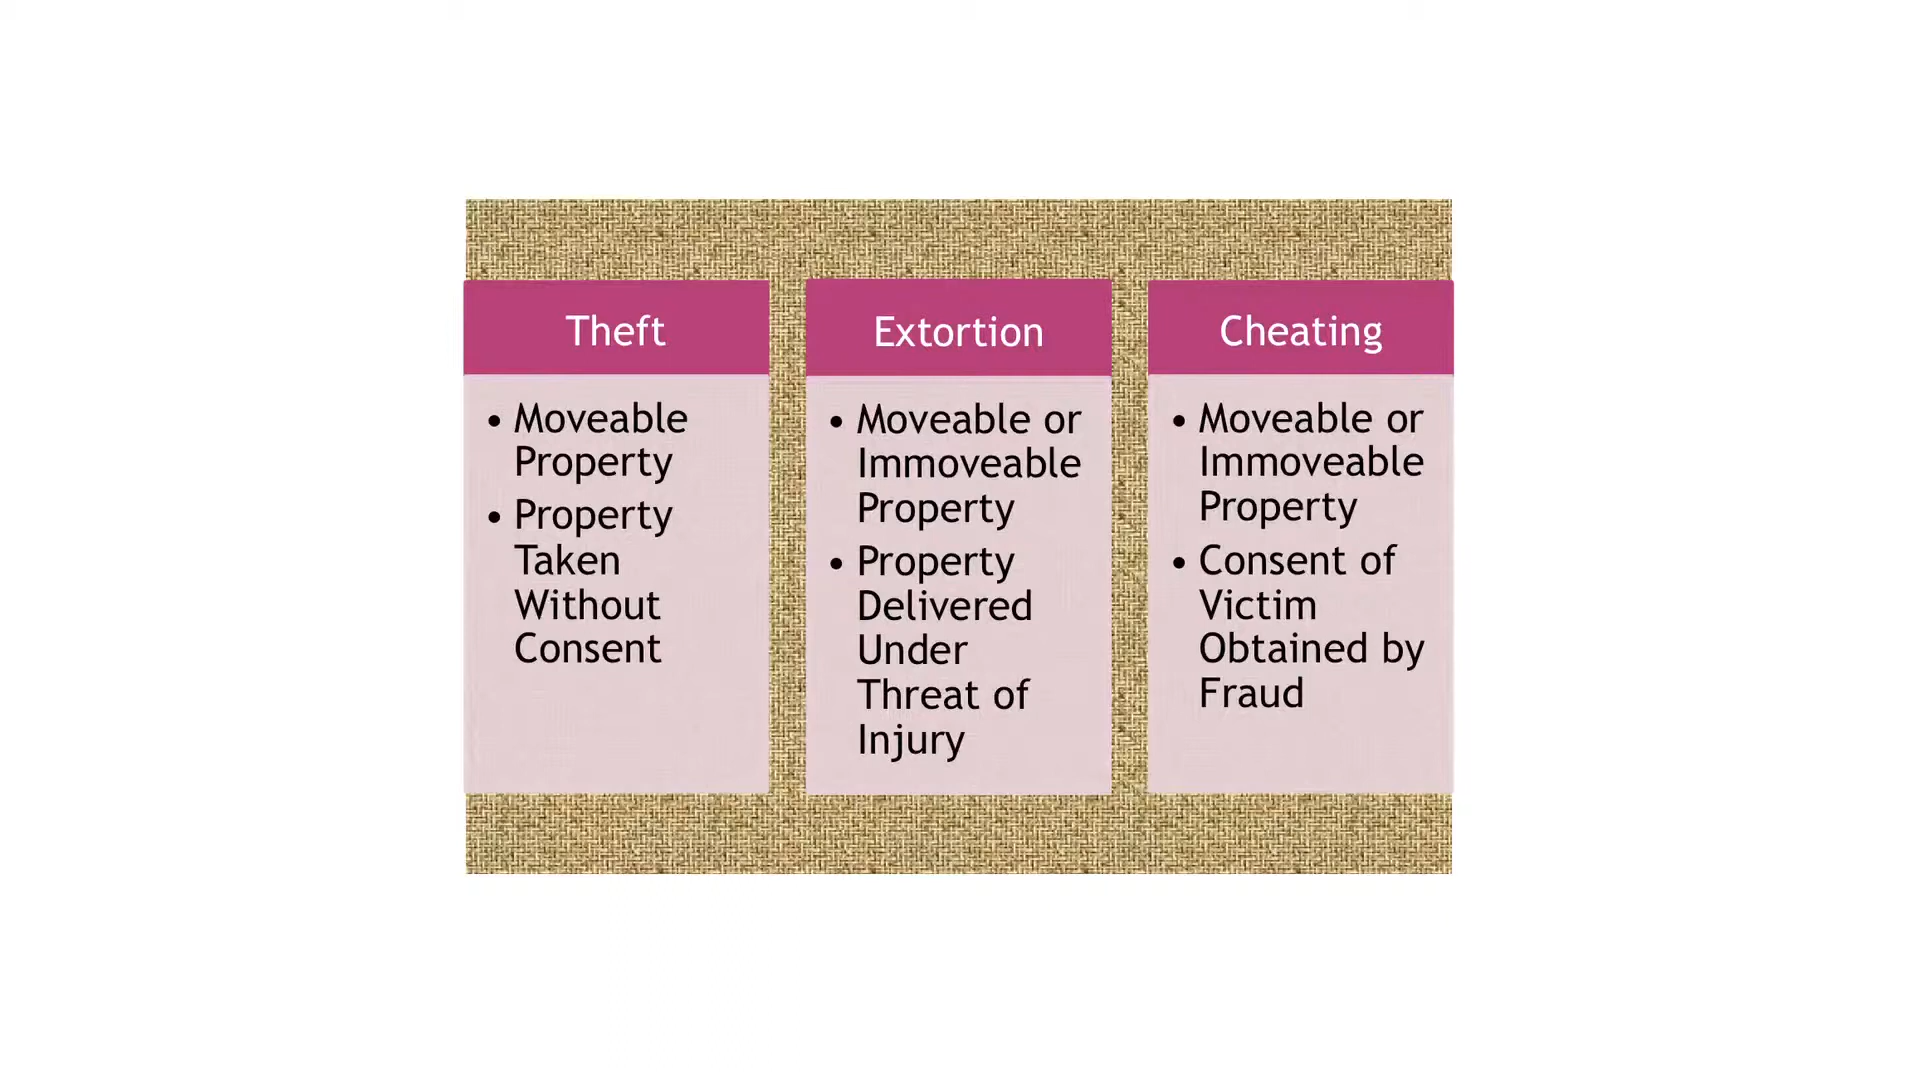 Theft
• Moveable
Property
• Property
Taken
Without
Consent
Extortion
• Moveable or
Immoveable
Property
• Property
Delivered
Under
Threat of
Injury
Cheating
• Moveable or
Immoveable
Property
• Consent of
Victim
Obtained by
Fraud